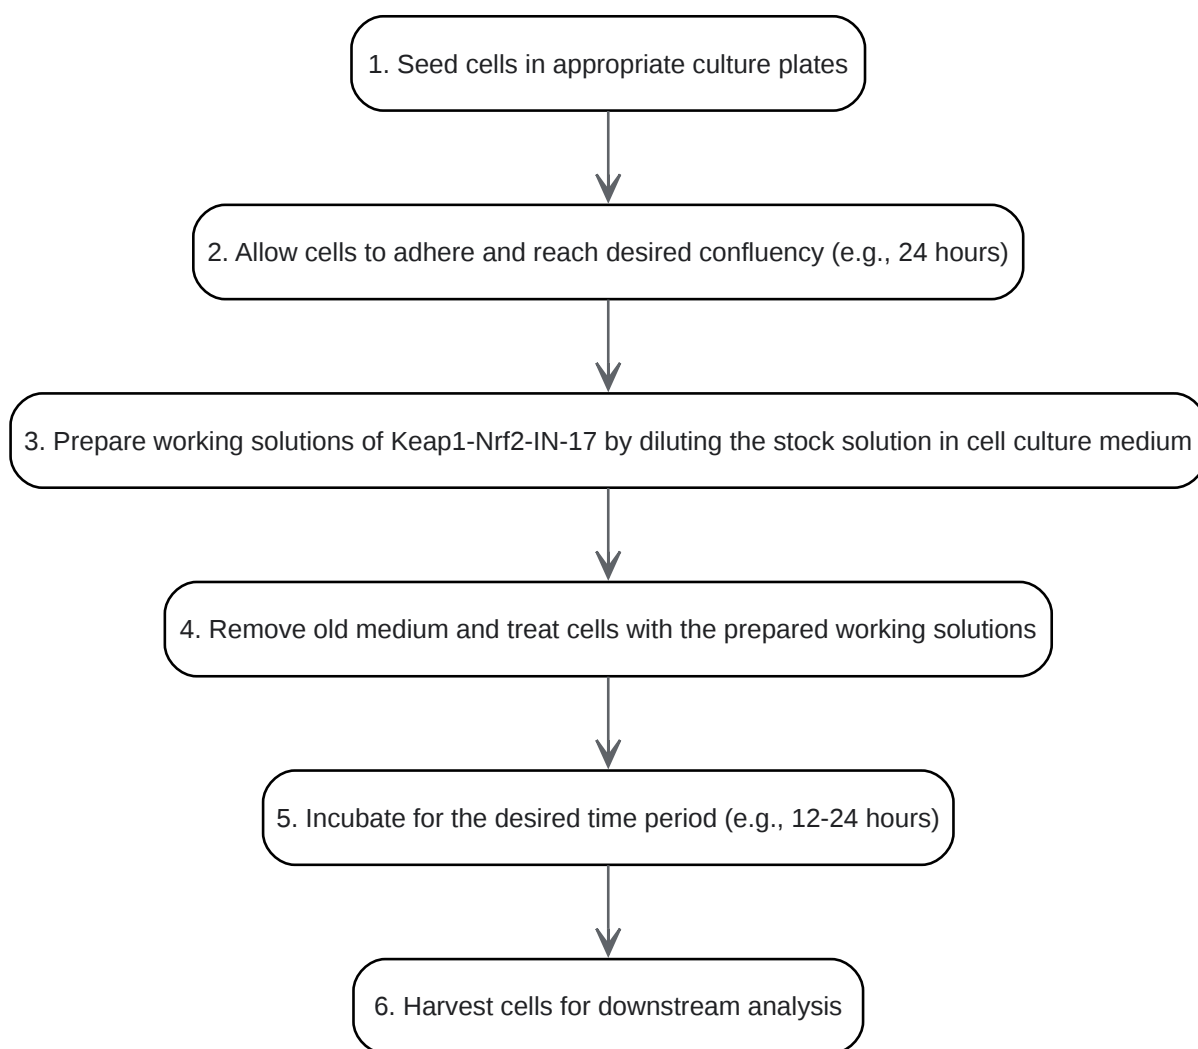 1. Seed cells in appropriate culture plates
2. Allow cells to adhere and reach desired confluency (e.g., 24 hours)
3. Prepare working solutions of Keap1-Nrf2-IN-17 by diluting the stock solution in cell culture medium
4. Remove old medium and treat cells with the prepared working solutions
5. Incubate for the desired time period (e.g., 12-24 hours)
6. Harvest cells for downstream analysis